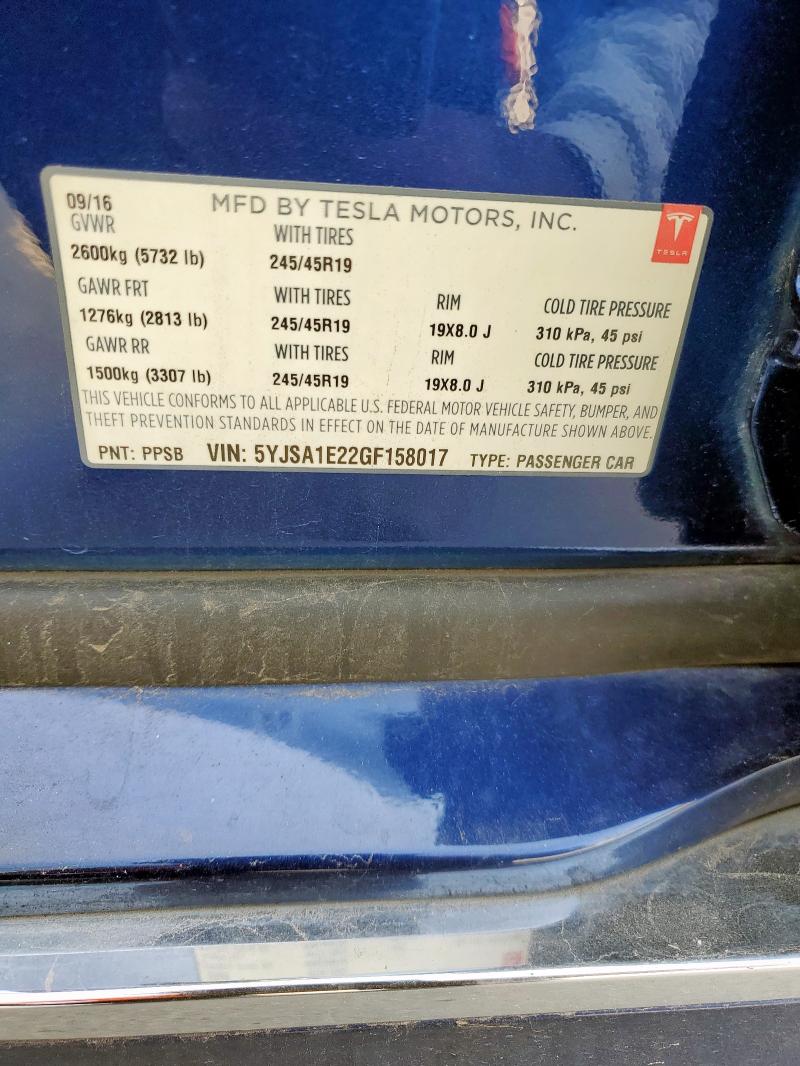 09/16 MFD BY TESLA MOTORS, INC.
TESLA
GVWR WITH TIRES
2600kg (5732 lb) 245/45R19
GAWR FRT WITH TIRES RIM COLD TIRE PRESSURE
1276kg (2813 lb) 245/45R19 19X8.0 J 310 kPa, 45 psi
GAWR RR WITH TIRES RIM COLD TIRE PRESSURE
1500kg (3307 lb) 245/45R19 19X8.0 J 310 kPa, 45 psi
THIS VEHICLE CONFORMS TO ALL APPLICABLE U.S. FEDERAL MOTOR VEHICLE SAFETY, BUMPER, AND
THEFT PREVENTION STANDARDS IN EFFECT ON THE DATE OF MANUFACTURE SHOWN ABOVE.
PNT: PPSB VIN: 5YJSA1E22GF158017 TYPE: PASSENGER CAR